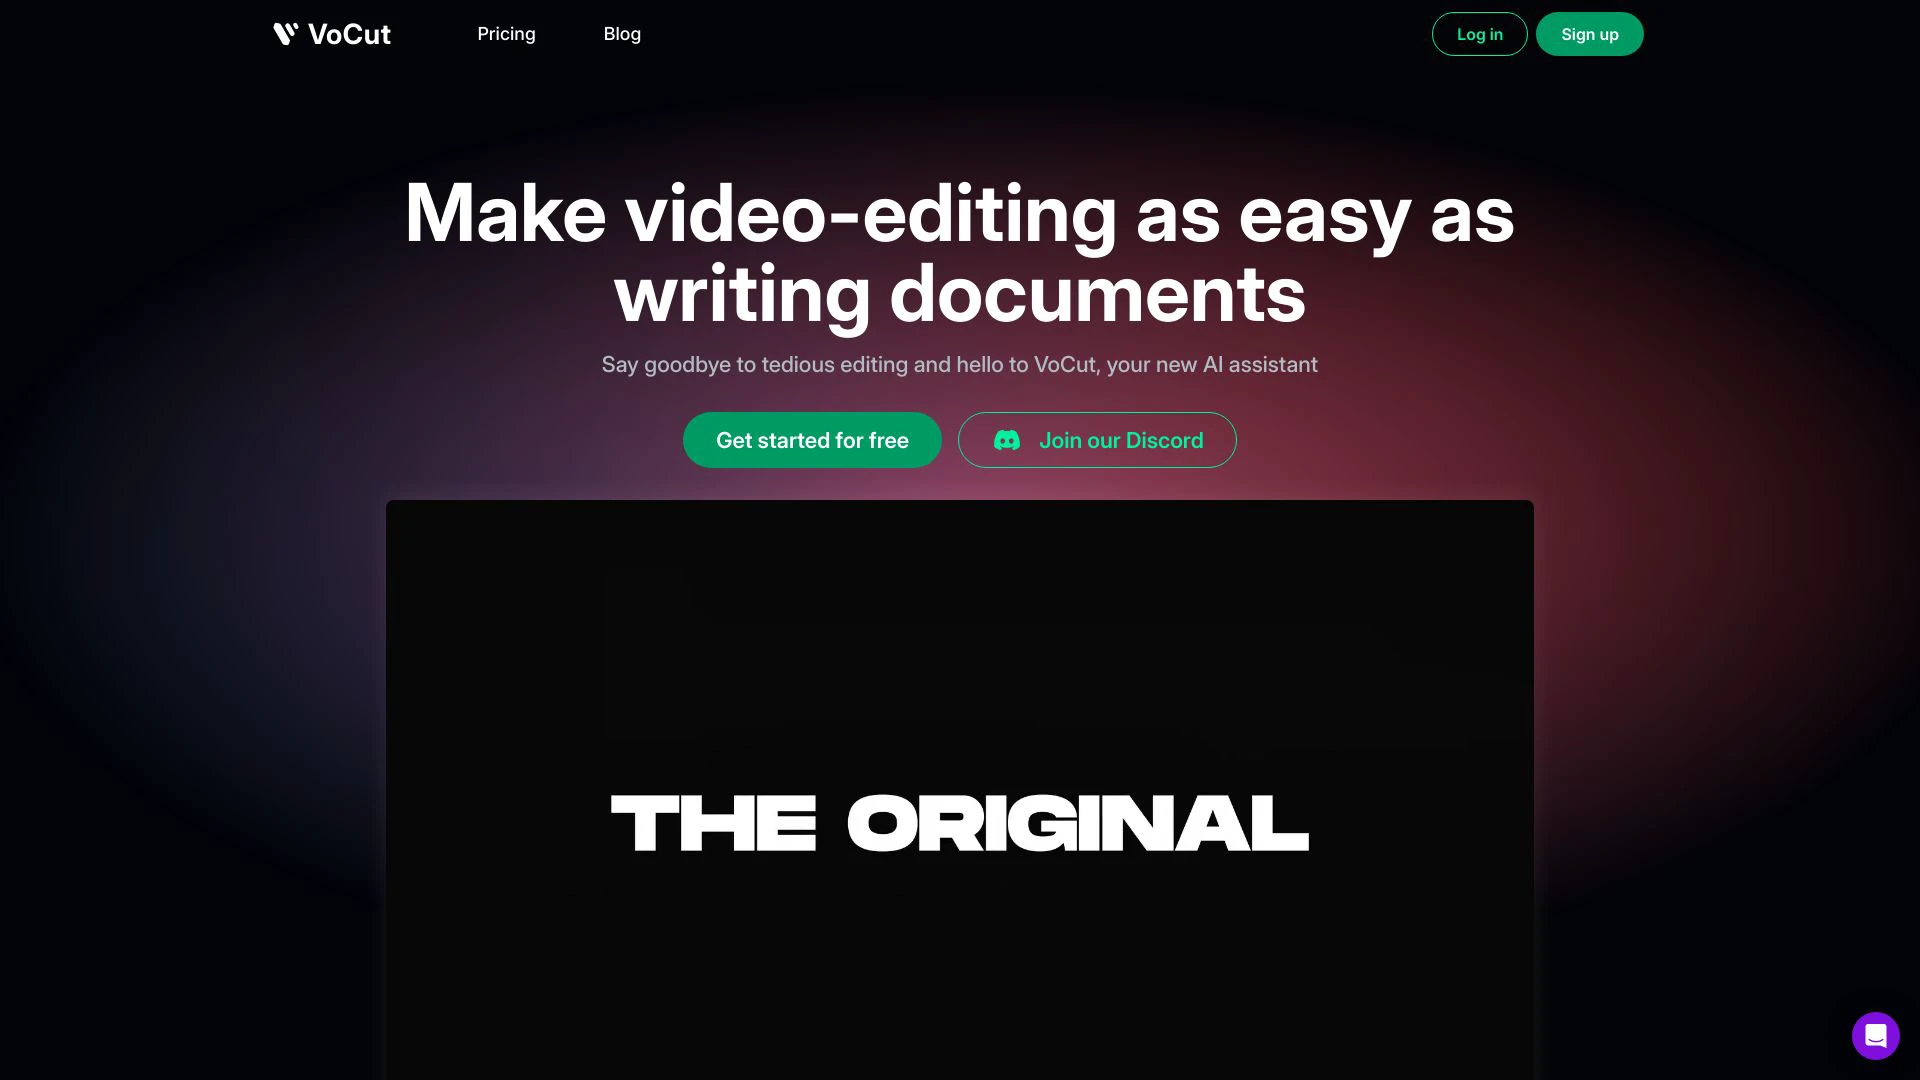 VoCut
Pricing
Blog
Log in
Sign up
Make video-editing as easy as
writing documents
Say goodbye to tedious editing and hello to VoCut, your new AI assistant
Get started for free
Join our Discord
THE ORIGINAL